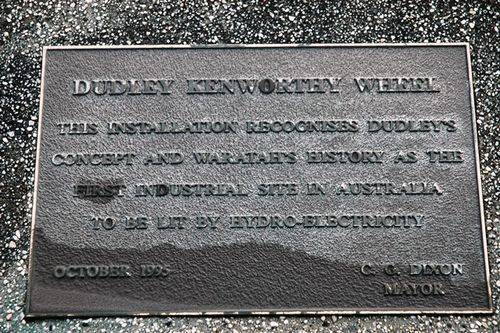 DUDLEY KENWORTHY WHEEL
THIS INSTALLATION RECOGNISES DUDLEY'S
CONCEPT AND WARATAH'S HISTORY AS THE
FIRST INDUSTRIAL SITE IN AUSTRALIA
TO BE LIT BY HYDRO-ELECTRICITY
OCTOBER 1995 C. G. DIXON
MAYOR